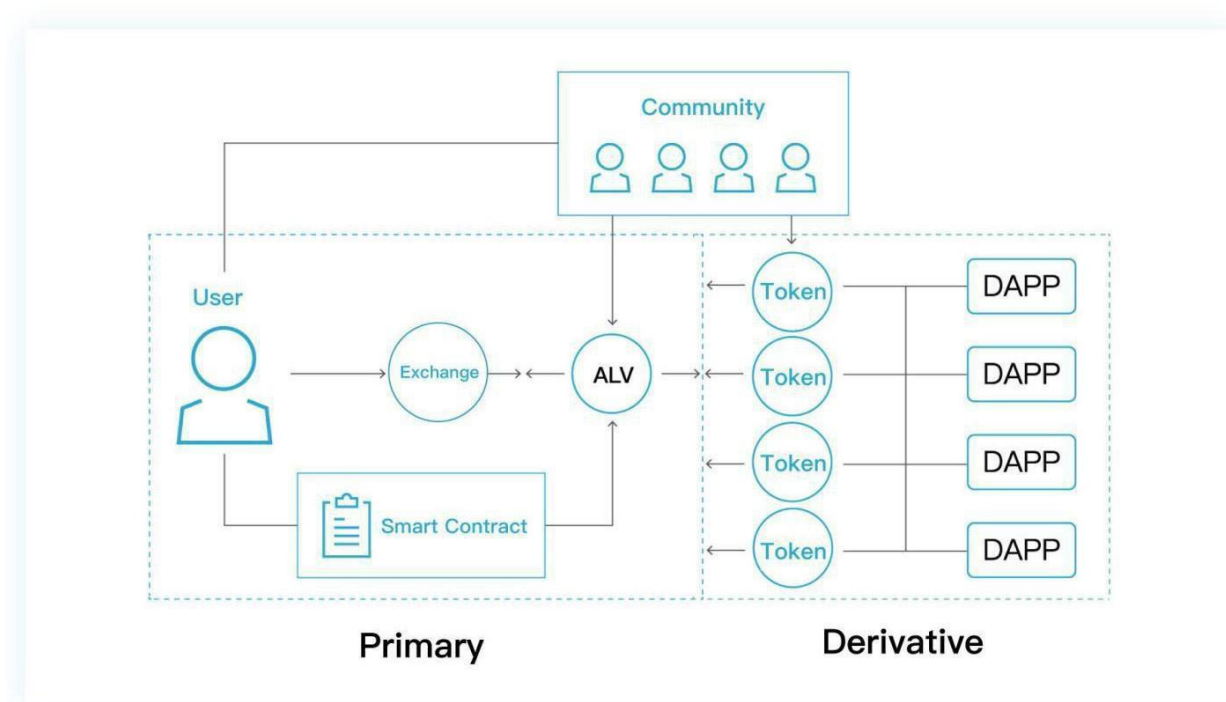 Community
User
Exchange
ALV
Smart Contract
Token
DAPP
Token
DAPP
Token
DAPP
Token
DAPP
Primary
Derivative